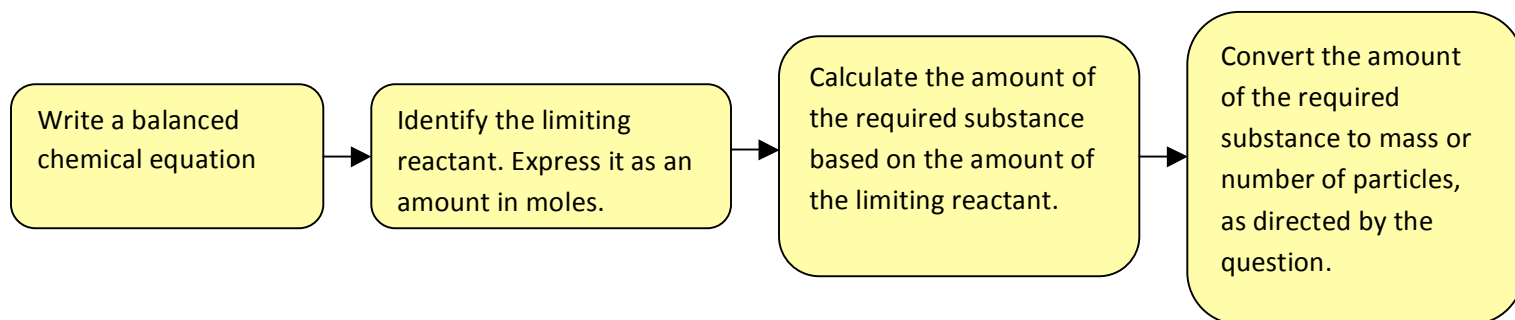 Write a balanced
chemical equation
Identify the limiting
reactant. Express it as an
amount in moles.
Calculate the amount of
the required substance
based on the amount of
the limiting reactant.
Convert the amount
of the required
substance to mass or
number of particles,
as directed by the
question.